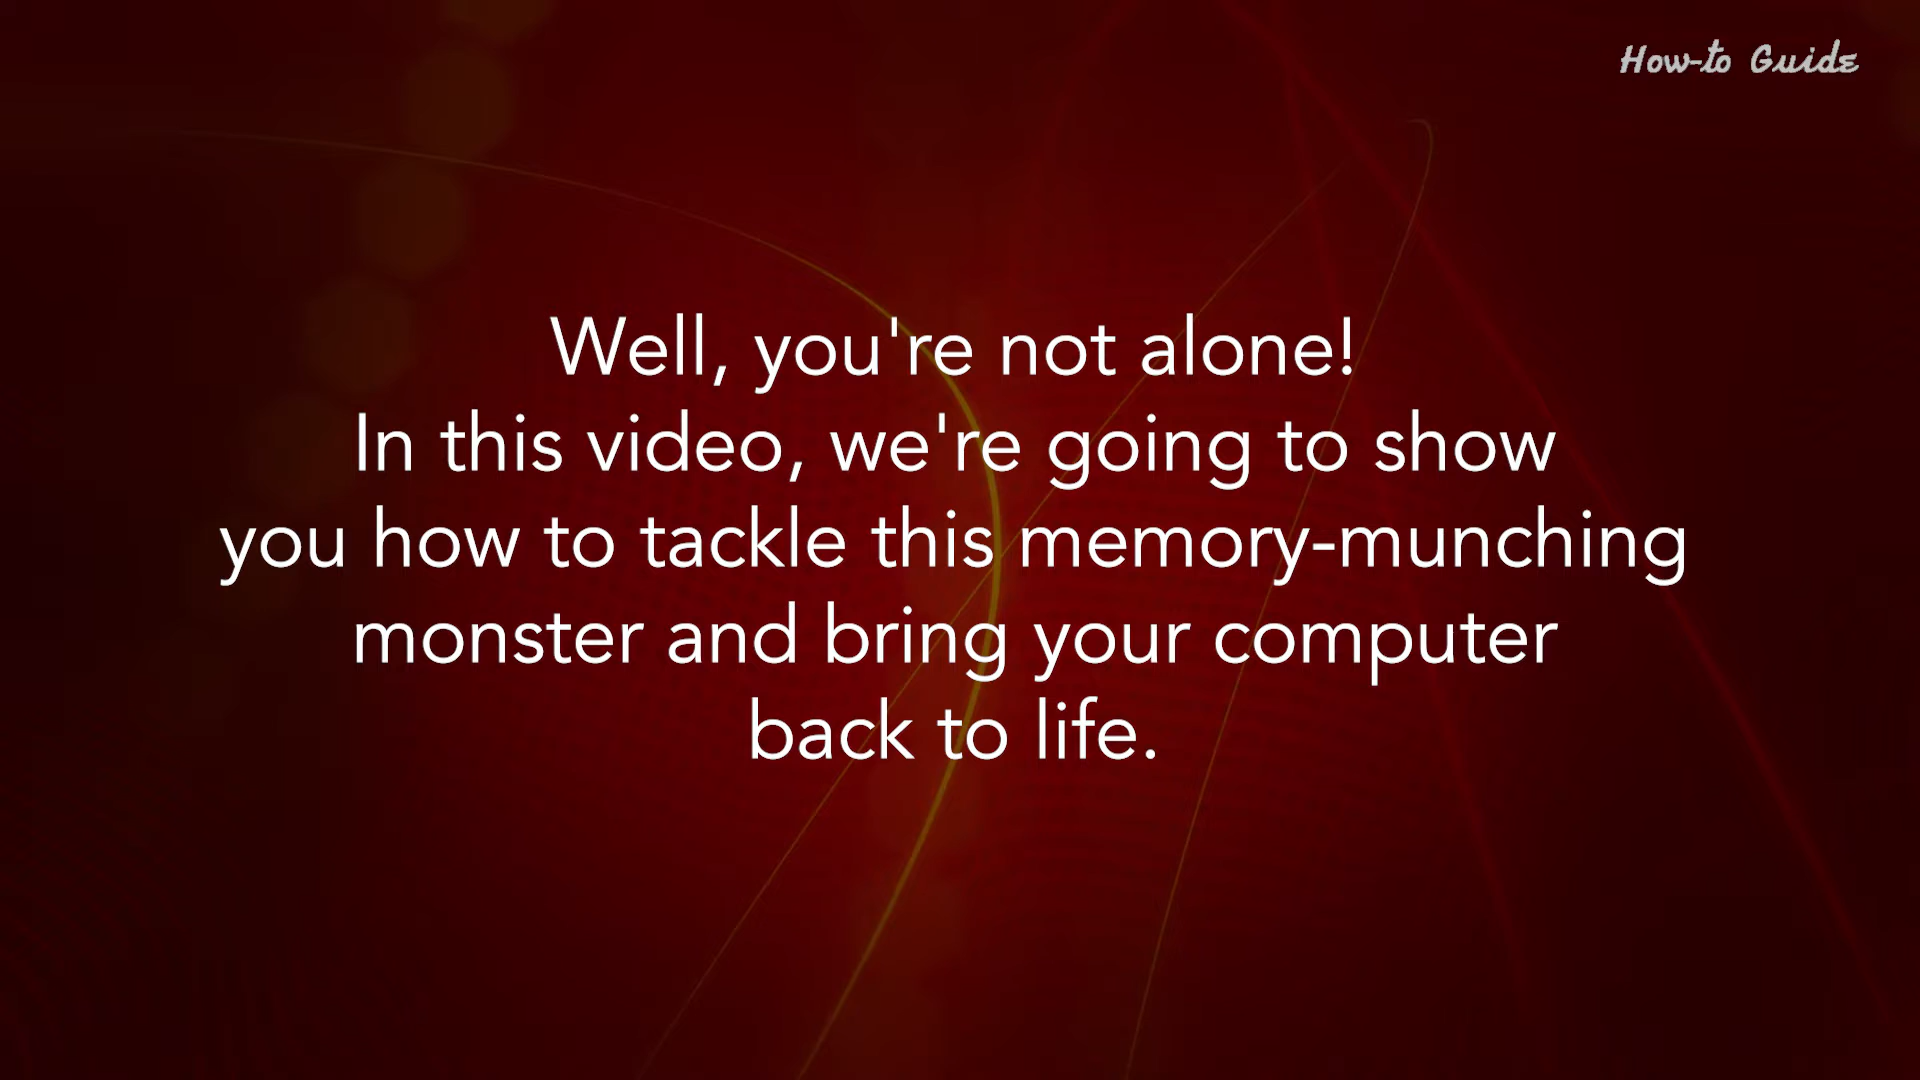 How-to Guide
Well, you're not alone!
In this video, we're going to show
you how to tackle this memory-munching
monster and bring your computer
back to life.